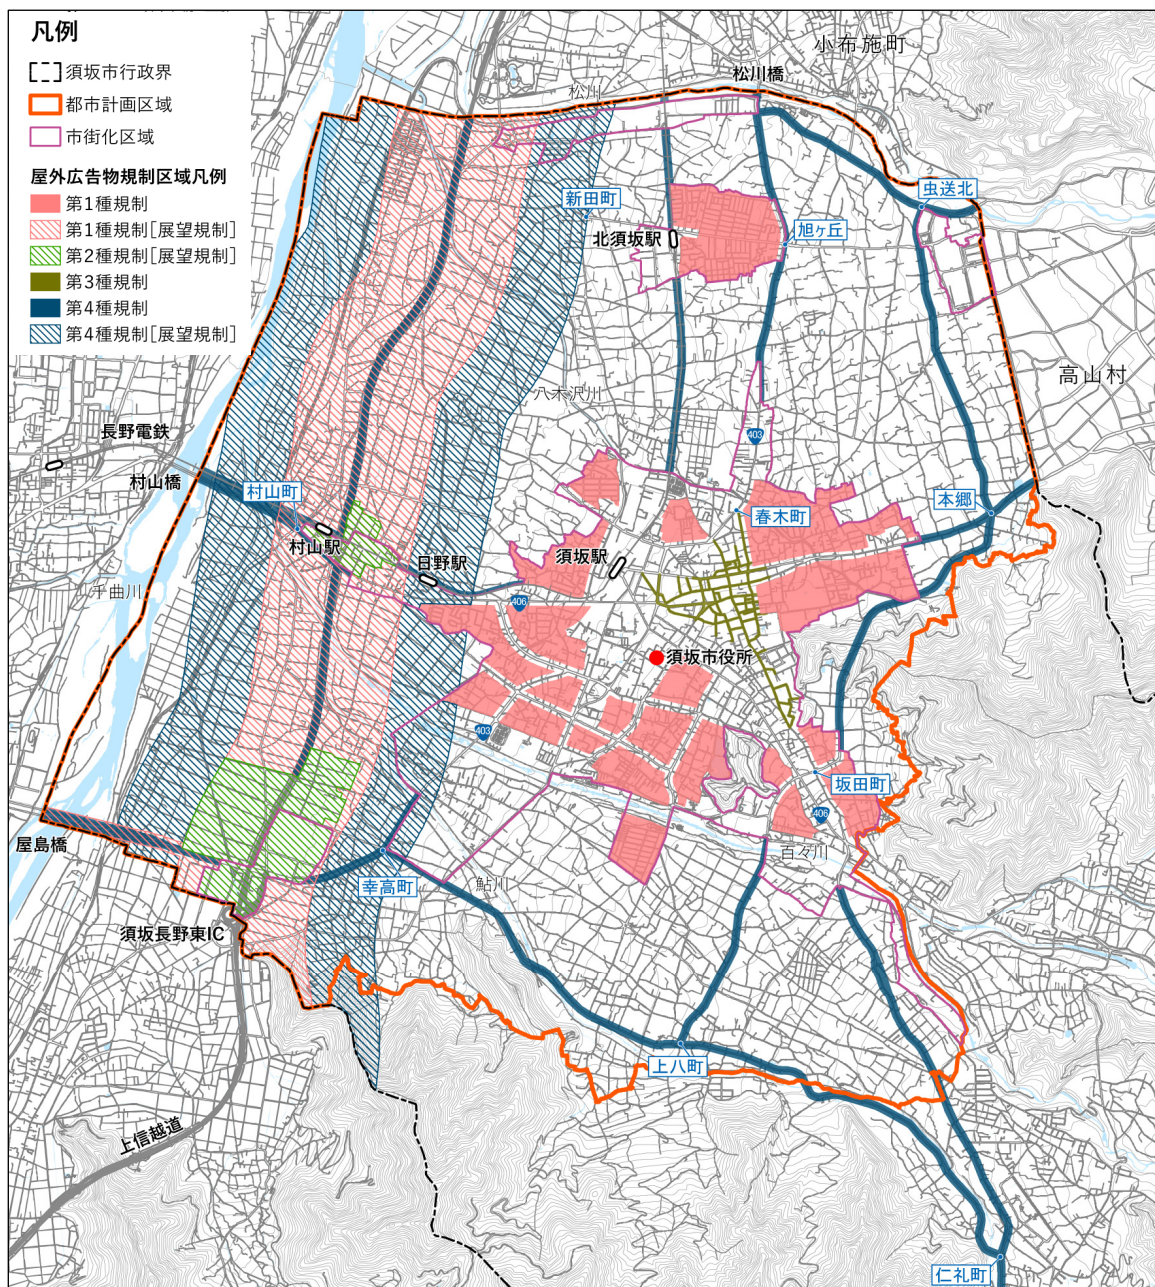 凡例
須坂市行政界
都市計画区域
市街化区域
屋外広告物規制区域凡例
第1種規制
第1種規制[展望規制]
第2種規制[展望規制]
第3種規制
第4種規制
第4種規制[展望規制]
小布施町
松川橋
松川
虫送北
新田町
旭ヶ丘
北須坂駅
高山村
八木沢川
403
長野電鉄
村山橋
村山町
本郷
春木町
村山駅
日野駅
須坂駅
千曲川
406
須坂市役所
403
坂田町
406
屋島橋
百々川
幸高町
鮎川
須坂長野東IC
上八町
上信越道
仁礼町